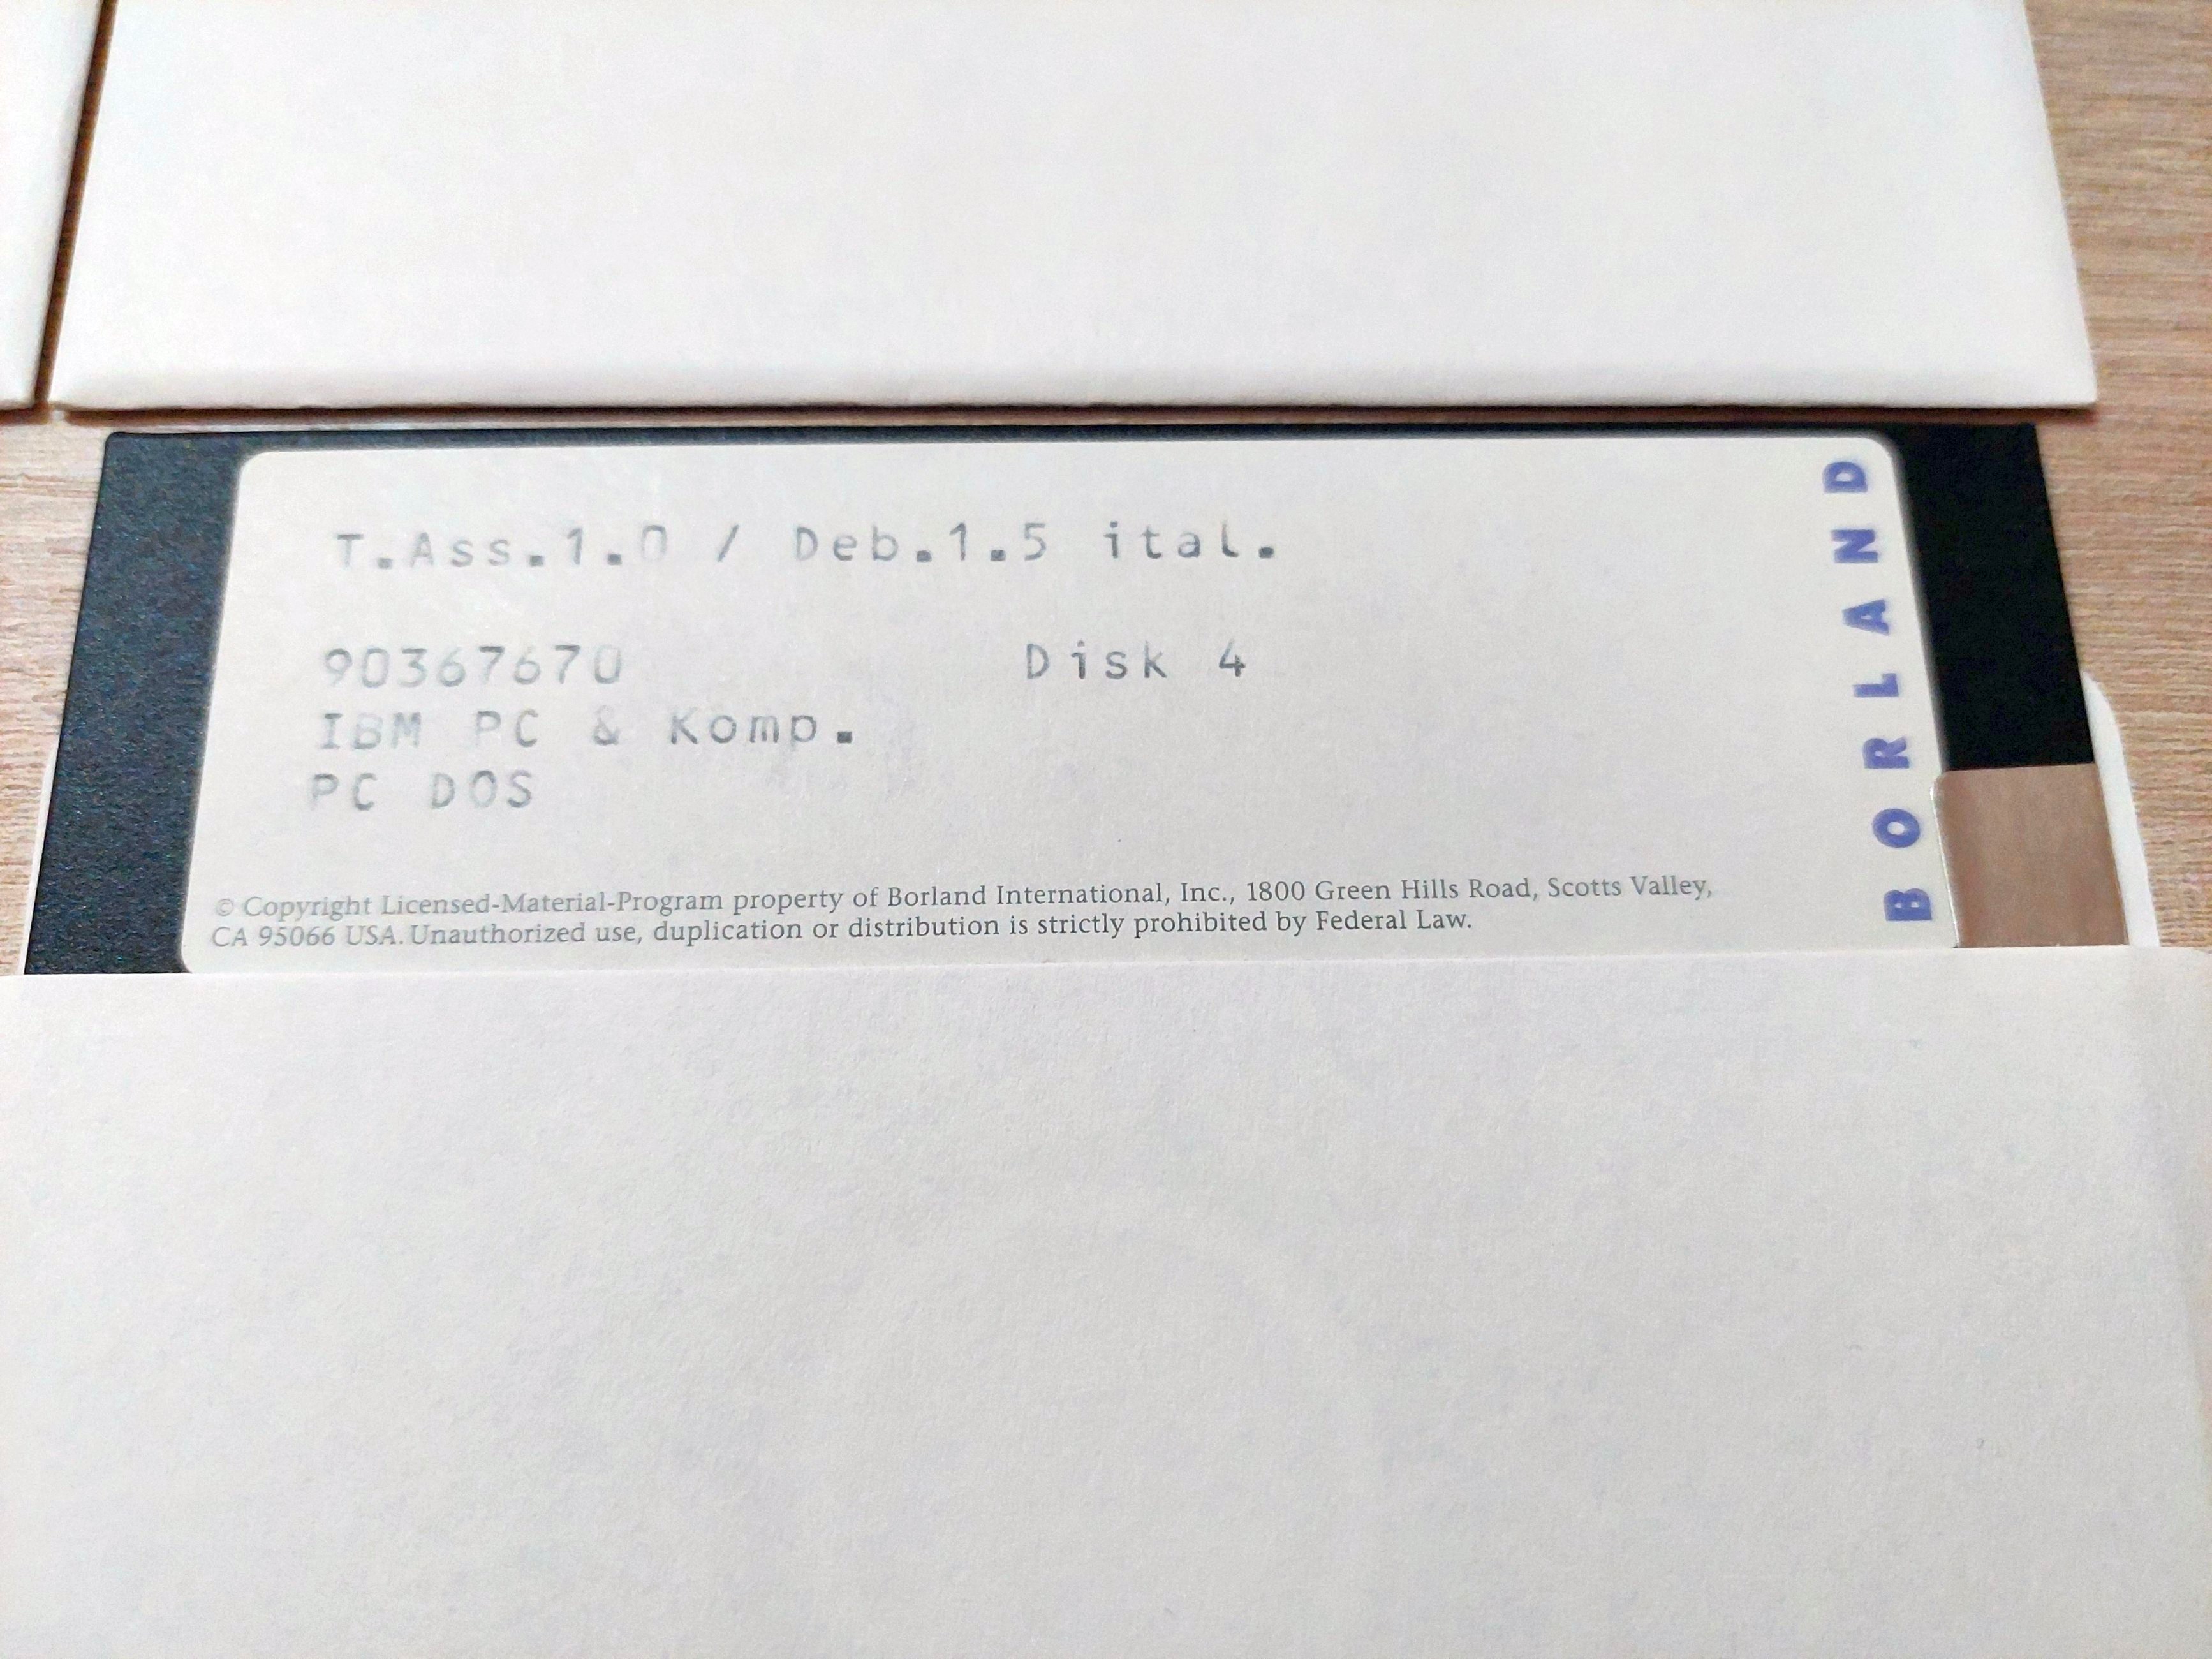 T.Ass.1.0 / Deb.1.5 ital.
90367670 Disk 4
IBM PC & Komp.
PC DOS
© Copyright Licensed-Material-Program property of Borland International, Inc., 1800 Green Hills Road, Scotts Valley,
CA 95066 USA. Unauthorized use, duplication or distribution is strictly prohibited by Federal Law.
BORLAND